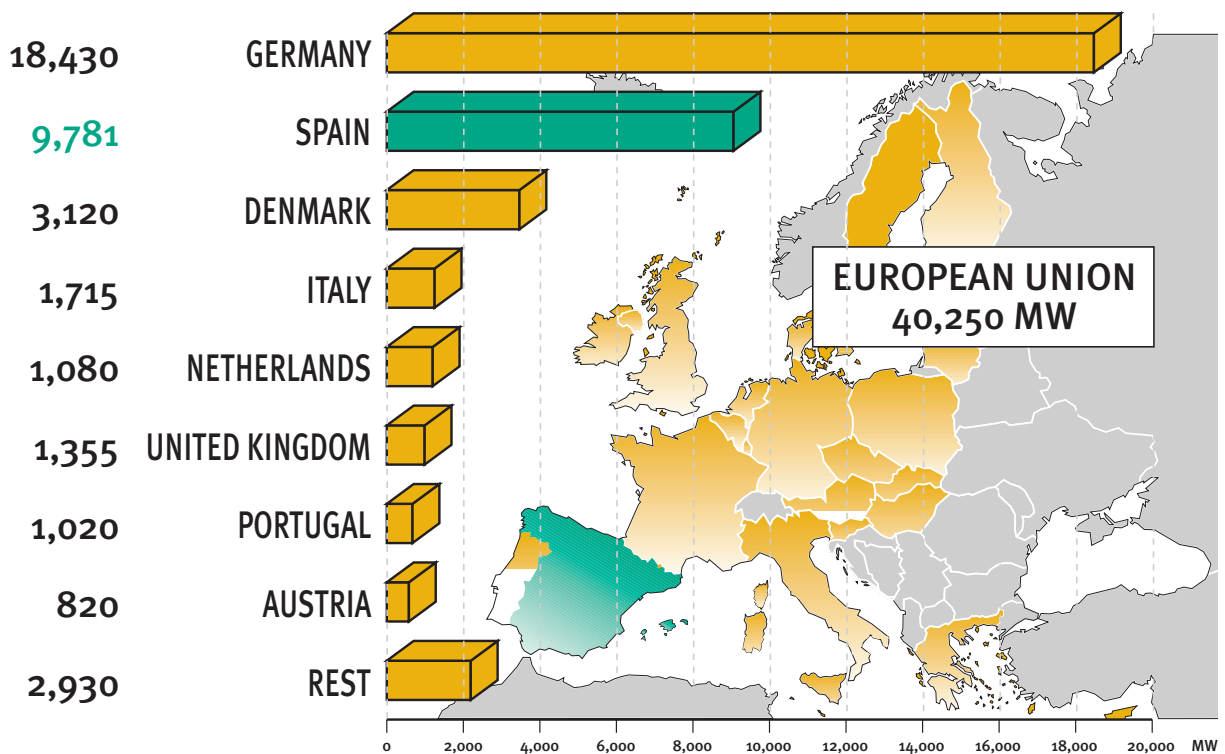 18,430 GERMANY
9,781 SPAIN
3,120 DENMARK
1,715 ITALY
1,080 NETHERLANDS
1,355 UNITED KINGDOM
1,020 PORTUGAL
820 AUSTRIA
2,930 REST
EUROPEAN UNION
40,250 MW
0 2,000 4,000 6,000 8,000 10,000 12,000 14,000 16,000 18,000 20,000 MW